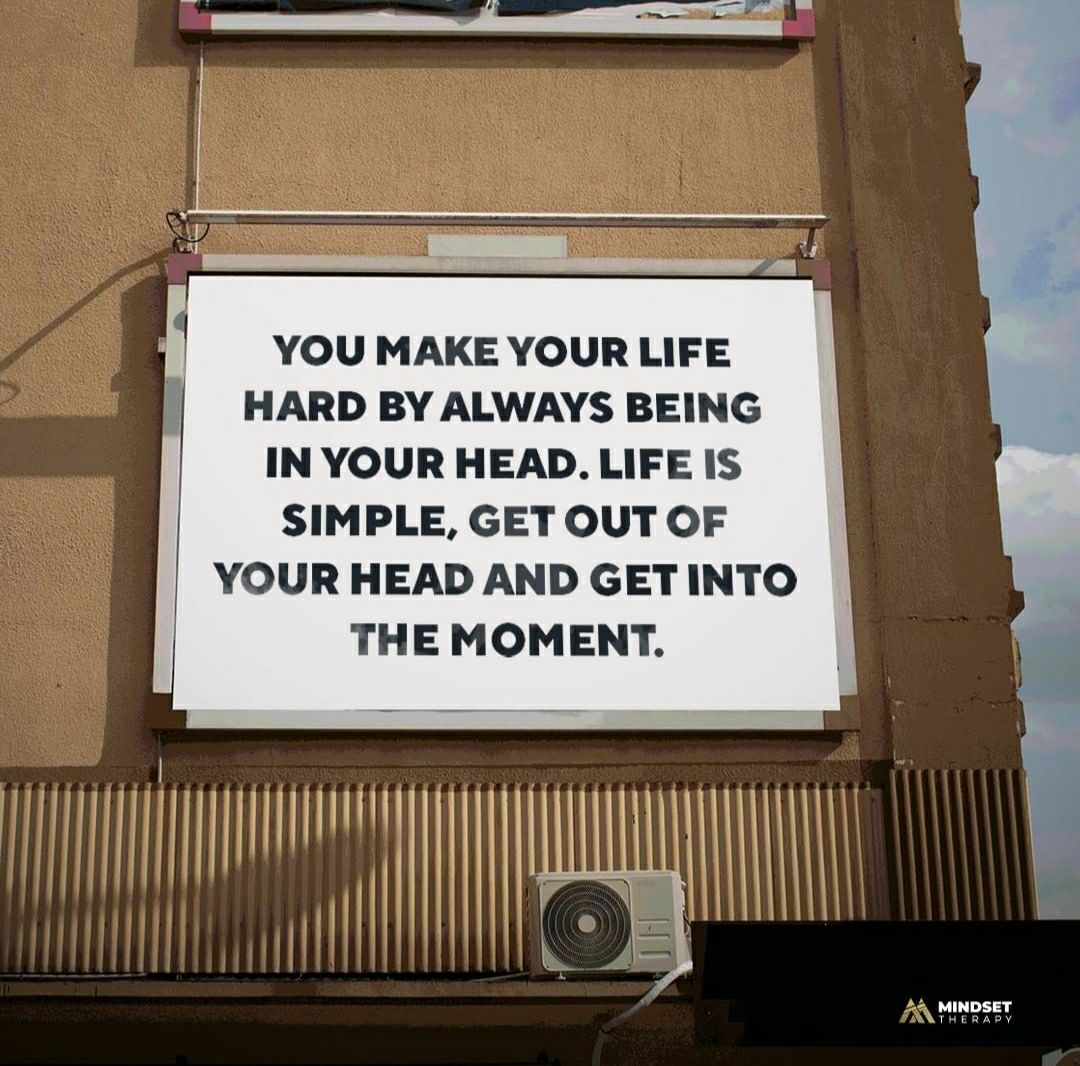 YOU MAKE YOUR LIFE
HARD BY ALWAYS BEING
IN YOUR HEAD. LIFE IS
SIMPLE, GET OUT OF
YOUR HEAD AND GET INTO
THE MOMENT.
MINDSET
THERAPY